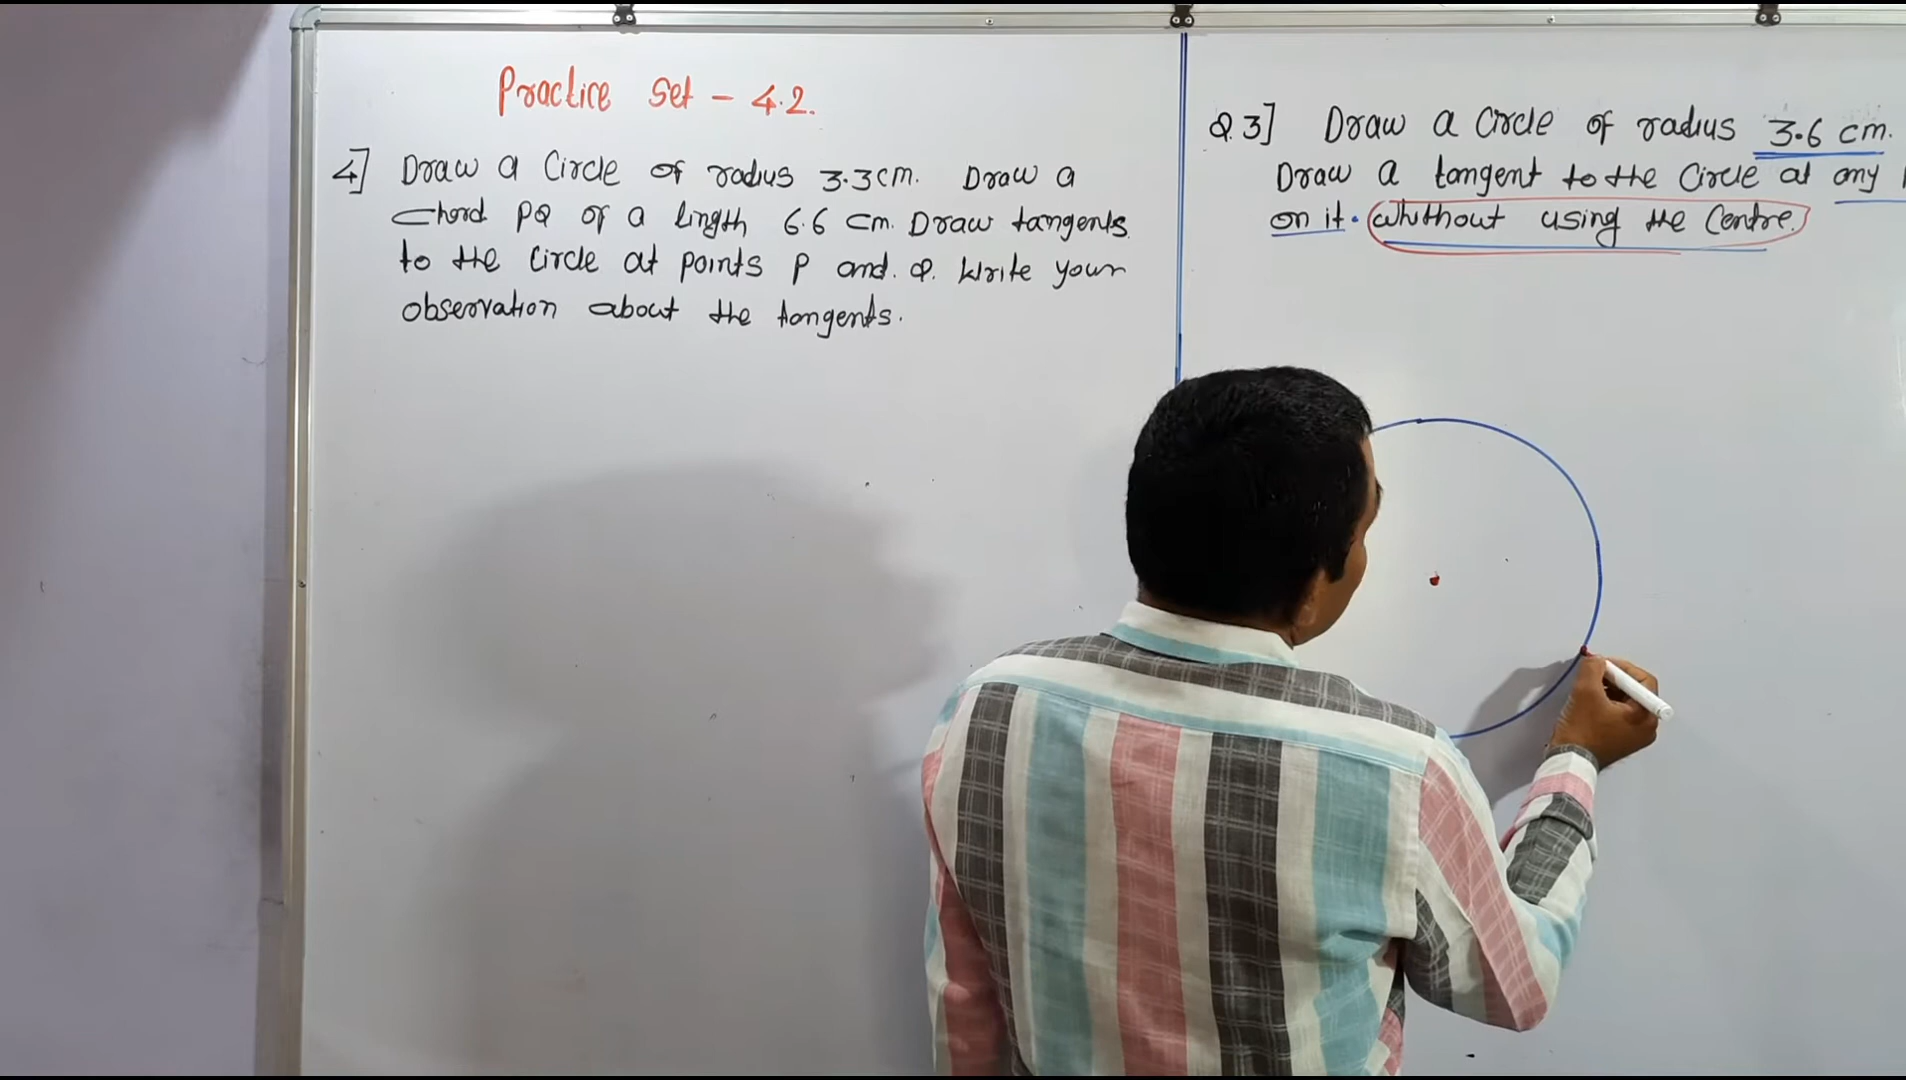 Practice Set - 4.2.
4] Draw a Circle of radius 3.3cm. Draw a
Chord PQ of a lingth 6.6 cm. Draw tangents
to the Circle at points P and Q. Write your
observation about the tangents.
Q.3] Draw a Circle of radius 3.6 cm.
Draw a tangent to the Circle at any
on it. whithout using the Centre.